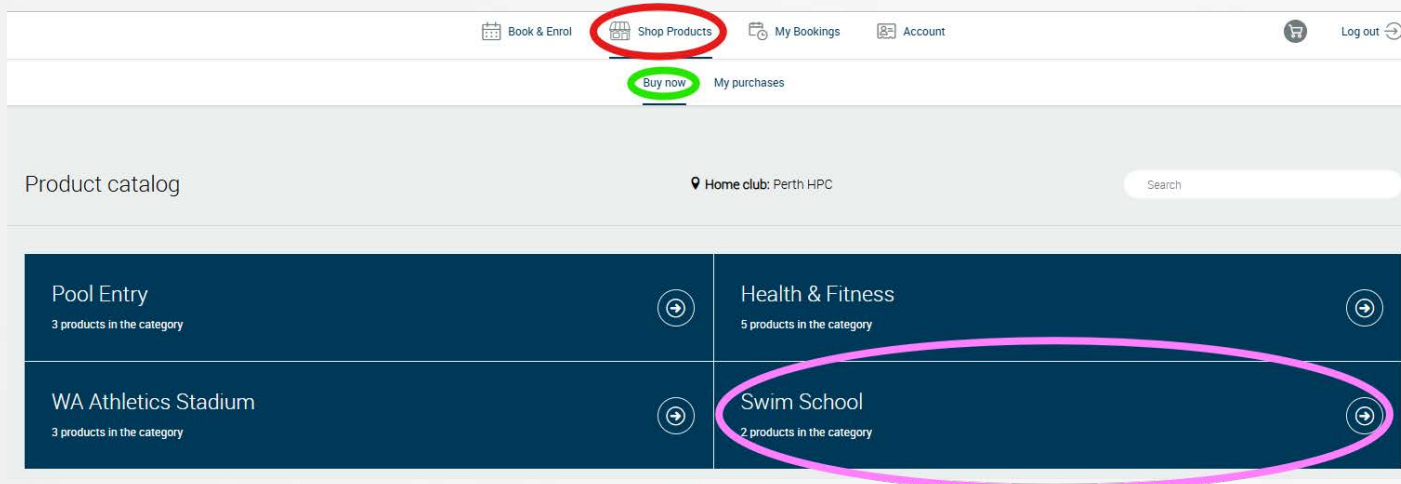 Book & Enrol Shop Products My Bookings Account Log out
Buy now My purchases
Product catalog Home club: Perth HPC Search
Pool Entry
3 products in the category
Health & Fitness
5 products in the category
WA Athletics Stadium
3 products in the category
Swim School
2 products in the category